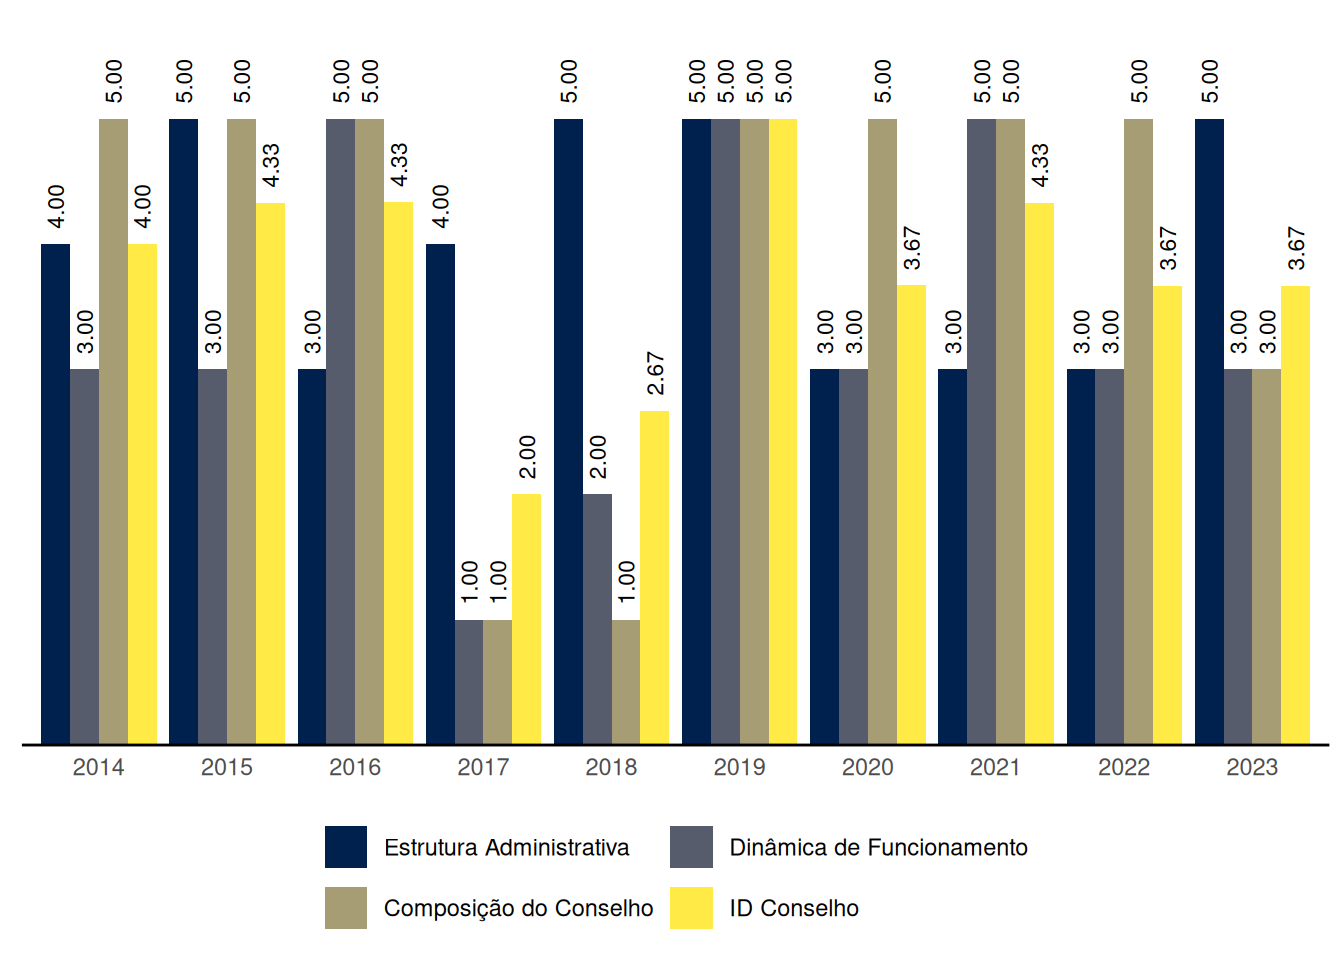 5.00 5.00 5.00 5.00 5.00 5.00 5.00 5.00 5.00 5.00 5.00 5.00 5.00 5.00 5.00
4.33 4.33 4.33
4.00 4.00 4.00
3.67 3.67 3.67
3.00 3.00 3.00 3.00 3.00 3.00 3.00 3.00 3.00 3.00
2.67
2.00 2.00
1.00 1.00 1.00
2014 2015 2016 2017 2018 2019 2020 2021 2022 2023
Estrutura Administrativa Dinâmica de Funcionamento
Composição do Conselho ID Conselho